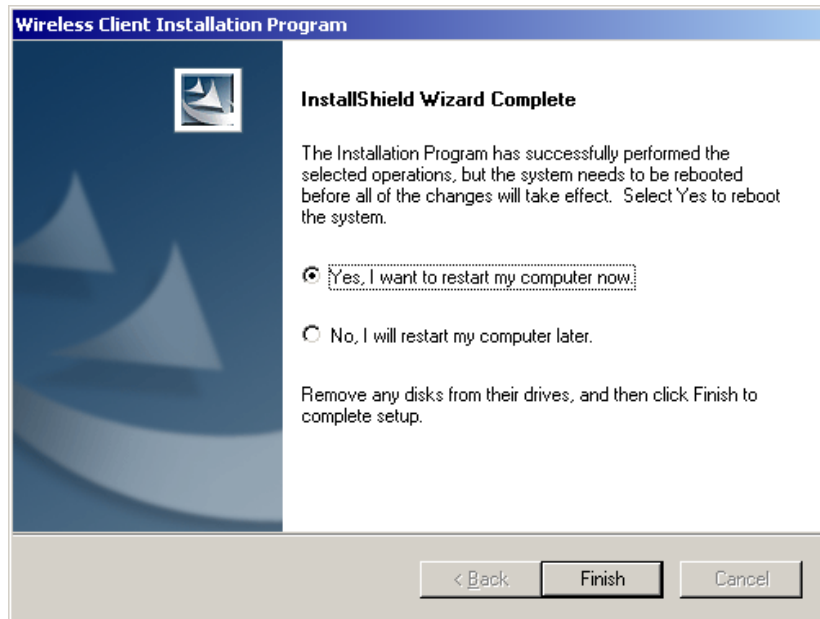 Wireless Client Installation Program
InstallShield Wizard Complete
The Installation Program has successfully performed the
selected operations, but the system needs to be rebooted
before all of the changes will take effect.  Select Yes to reboot
the system.
Yes, I want to restart my computer now.
No, I will restart my computer later.
Remove any disks from their drives, and then click Finish to
complete setup.
< Back
Finish
Cancel